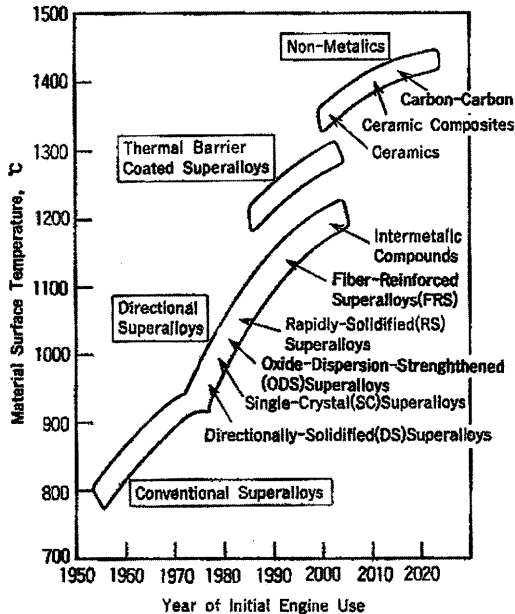 1500
1400
1300
1200
1100
1000
900
800
700
Material Surface Temperature, ℃
Non-Metalics
Carbon-Carbon
Ceramic Composites
Ceramics
Thermal Barrier
Coated Superalloys
Intermetallic
Compounds
Fiber-Reinforced
Superalloys(FRS)
Directional
Superalloys
Rapidly-Solidified(RS)
Superalloys
Oxide-Dispersion-Strenghthened
(ODS)Superalloys
Single-Crystal(SC)Superalloys
Directionally-Solidified(DS)Superalloys
Conventional Superalloys
1950 1960 1970 1980 1990 2000 2010 2020
Year of Initial Engine Use